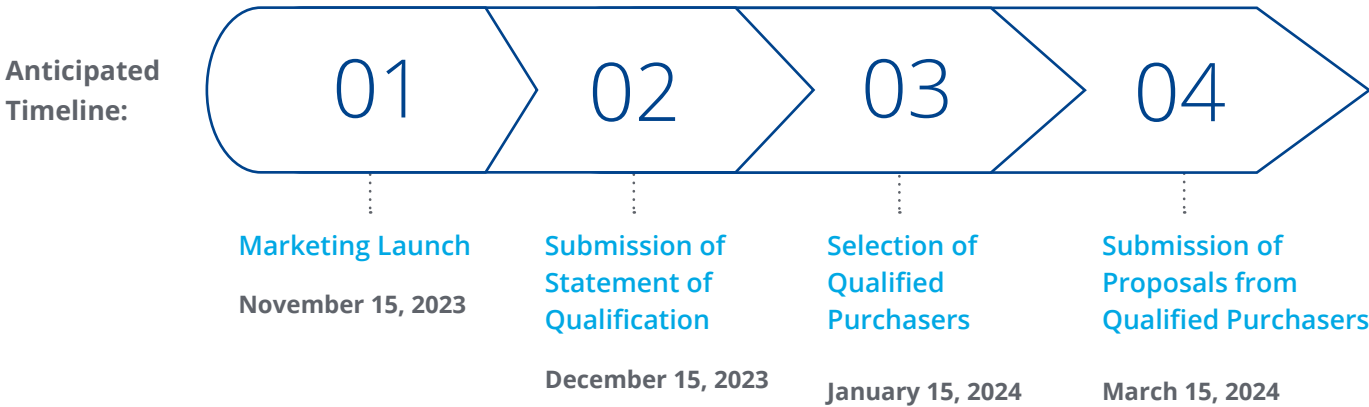 Anticipated
Timeline:
01
02
03
04
Marketing Launch
November 15, 2023
Submission of
Statement of
Qualification
December 15, 2023
Selection of
Qualified
Purchasers
January 15, 2024
Submission of
Proposals from
Qualified Purchasers
March 15, 2024